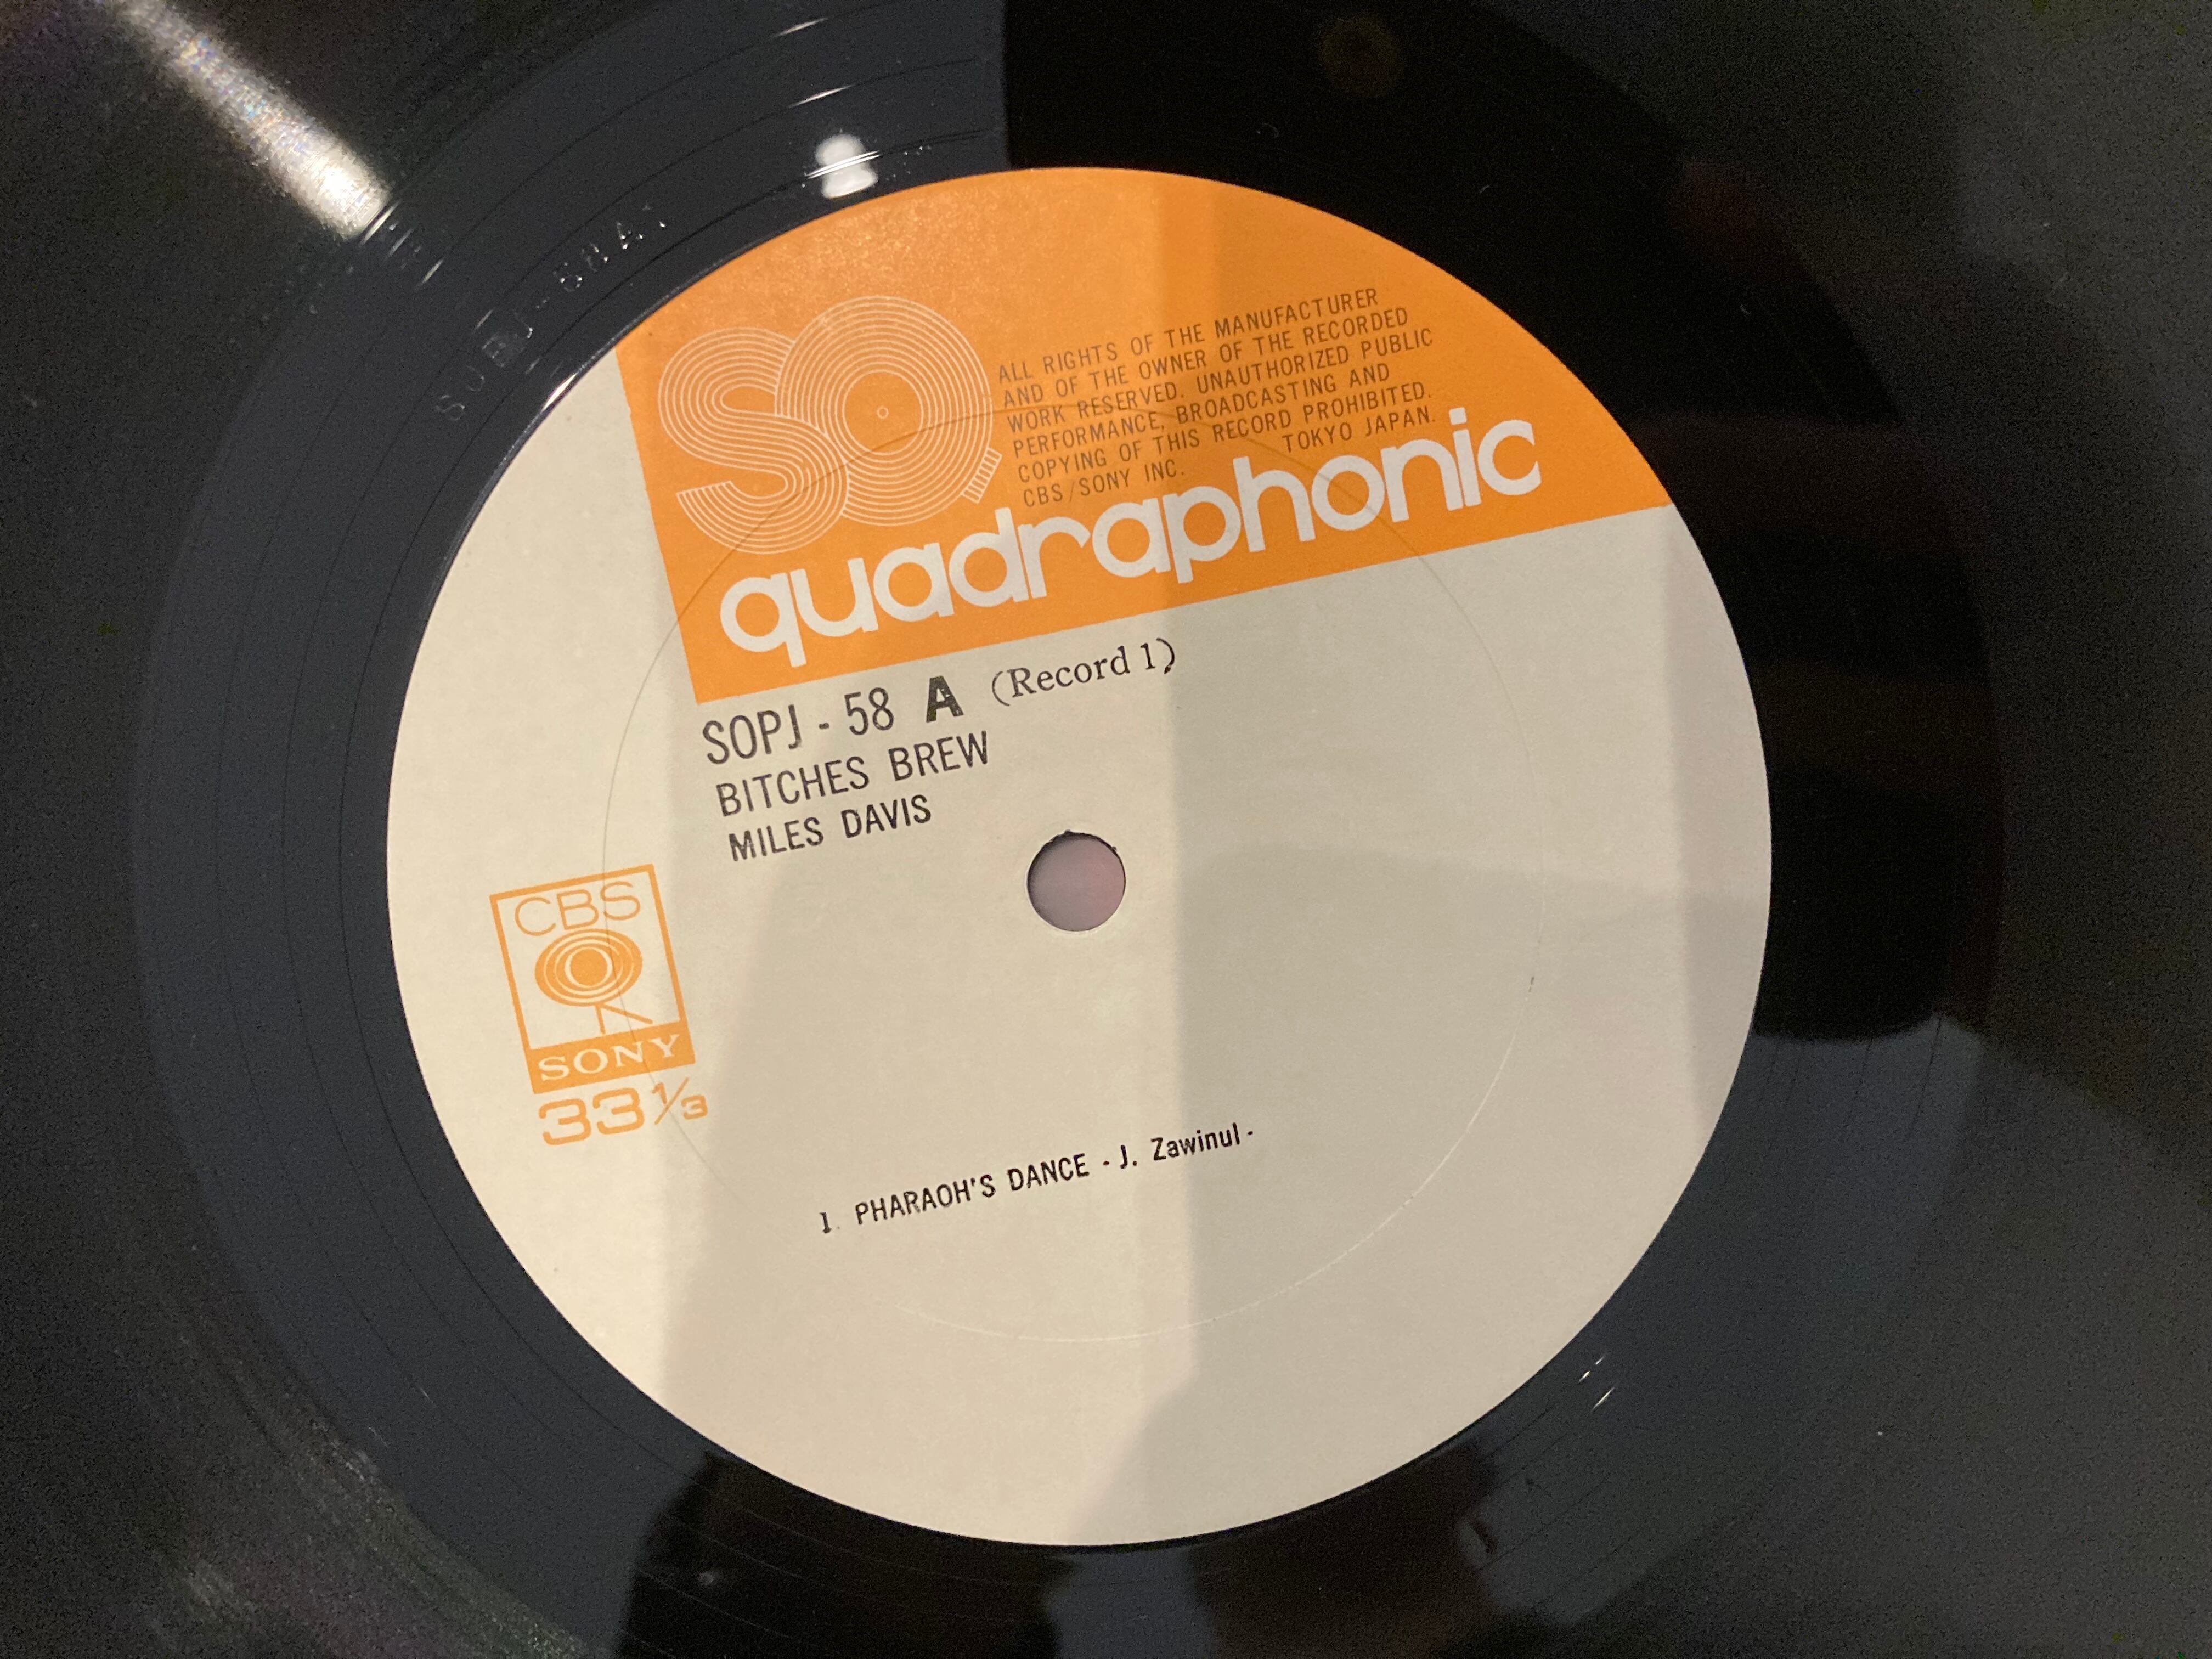 SQ
ALL RIGHTS OF THE MANUFACTURER
AND OF THE OWNER OF THE RECORDED
WORK RESERVED. UNAUTHORIZED PUBLIC
PERFORMANCE, BROADCASTING AND
COPYING OF THIS RECORD PROHIBITED.
CBS/SONY INC. TOKYO JAPAN.
quadraphonic
SOPJ - 58 A (Record 1)
BITCHES BREW
MILES DAVIS
CBS
SONY
33 1/3
1. PHARAOH'S DANCE - J. Zawinul -